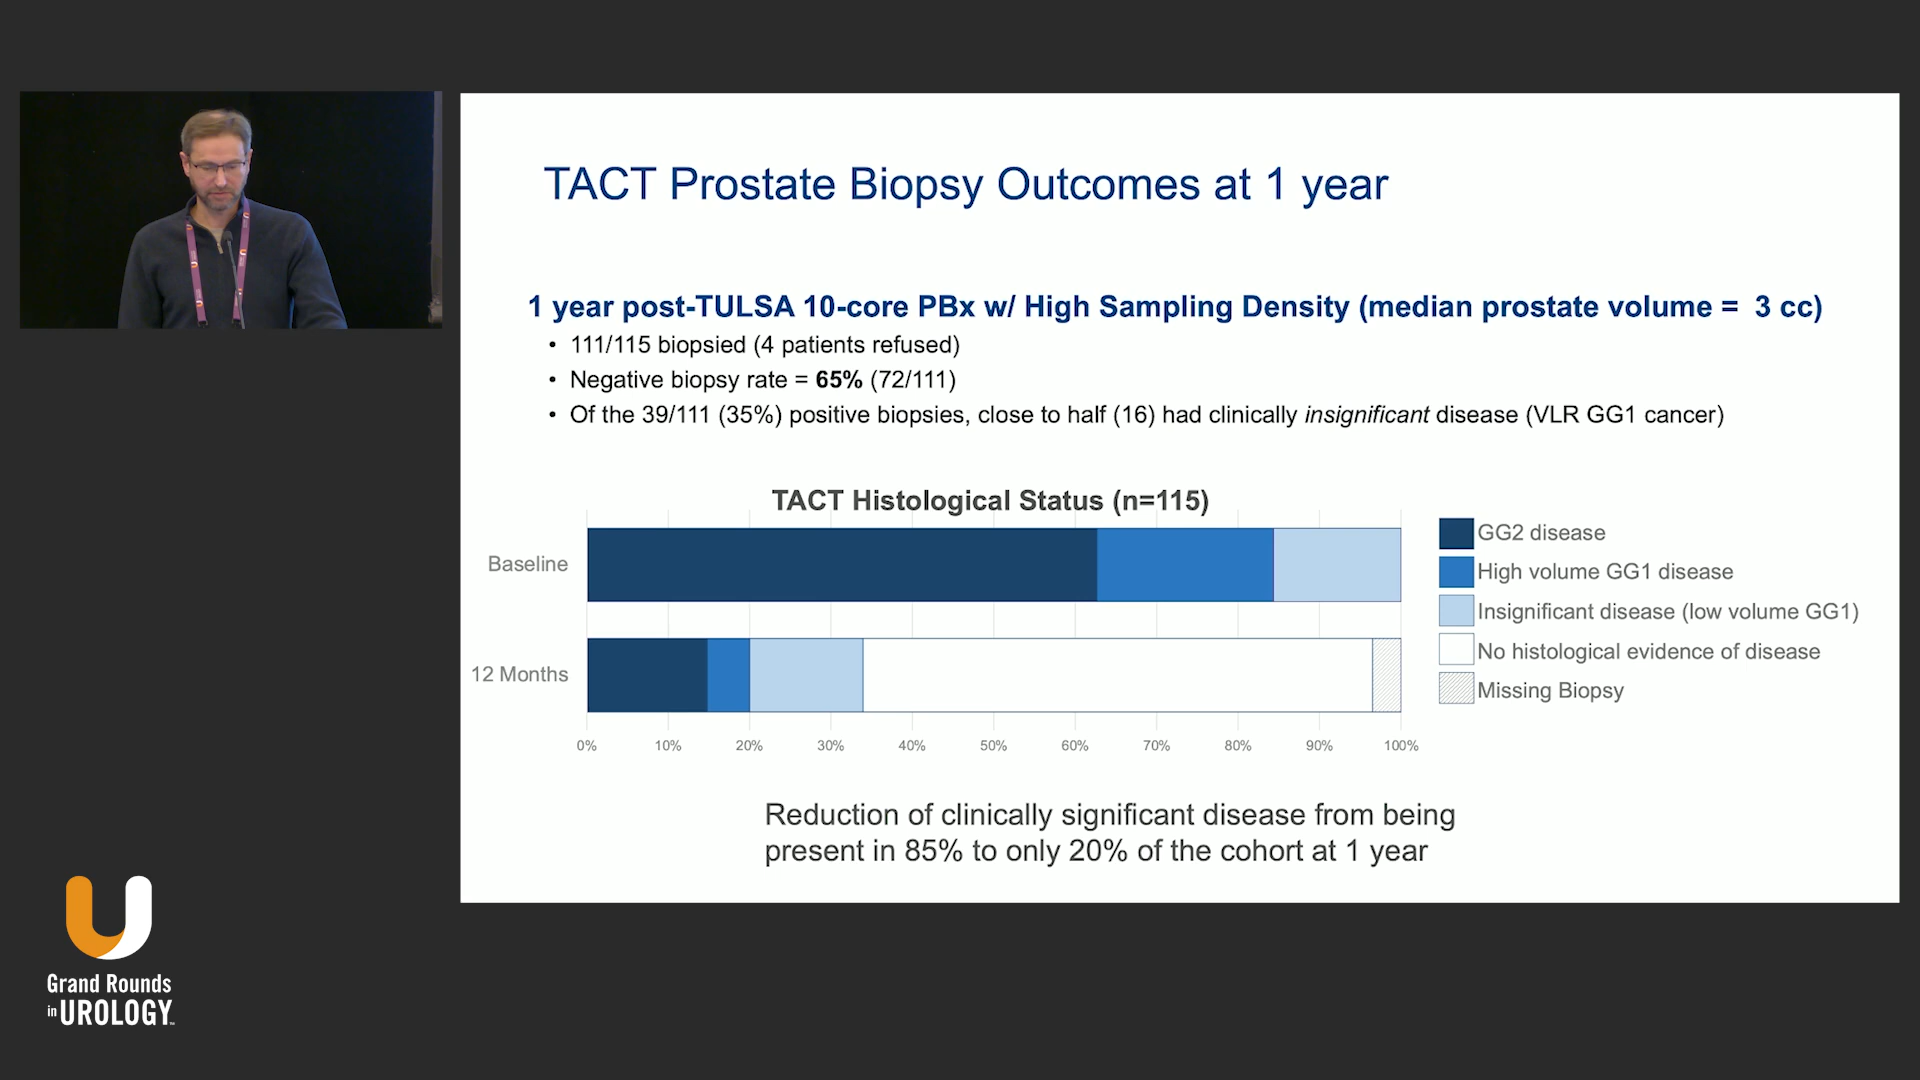 TACT Prostate Biopsy Outcomes at 1 year
1 year post-TULSA 10-core PBx w/ High Sampling Density (median prostate volume = 3 cc)
• 111/115 biopsied (4 patients refused)
• Negative biopsy rate = 65% (72/111)
• Of the 39/111 (35%) positive biopsies, close to half (16) had clinically insignificant disease (VLR GG1 cancer)
TACT Histological Status (n=115)
Baseline
12 Months
0% 10% 20% 30% 40% 50% 60% 70% 80% 90% 100%
GG2 disease
High volume GG1 disease
Insignificant disease (low volume GG1)
No histological evidence of disease
Missing Biopsy
Reduction of clinically significant disease from being
present in 85% to only 20% of the cohort at 1 year
Grand Rounds
in UROLOGY